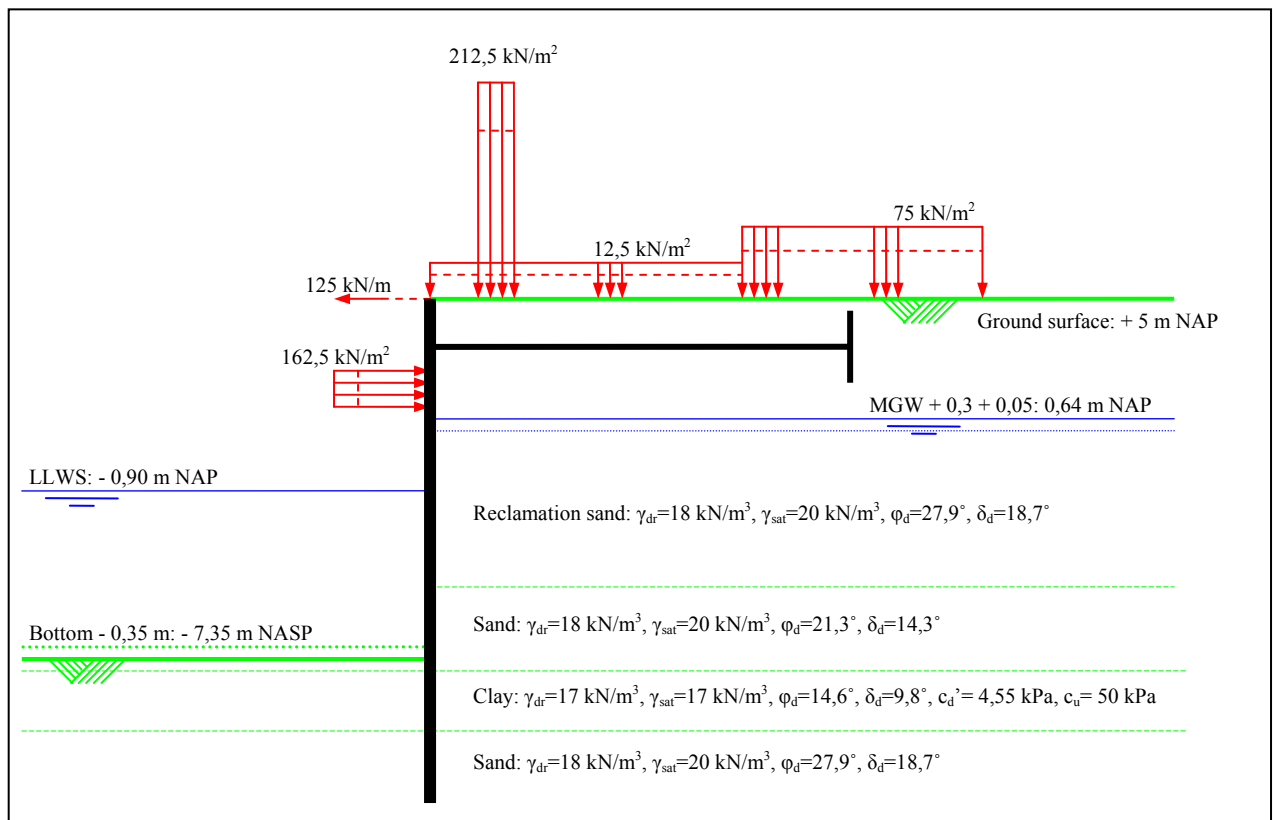 212,5 kN/m²
75 kN/m²
12,5 kN/m²
125 kN/m
Ground surface: + 5 m NAP
162,5 kN/m²
MGW + 0,3 + 0,05: 0,64 m NAP
LLWS: - 0,90 m NAP
Reclamation sand: γdr=18 kN/m³, γsat=20 kN/m³, φd=27,9˚, δd=18,7˚
Sand: γdr=18 kN/m³, γsat=20 kN/m³, φd=21,3˚, δd=14,3˚
Bottom - 0,35 m: - 7,35 m NASP
Clay: γdr=17 kN/m³, γsat=17 kN/m³, φd=14,6˚, δd=9,8˚, cd’= 4,55 kPa, cu= 50 kPa
Sand: γdr=18 kN/m³, γsat=20 kN/m³, φd=27,9˚, δd=18,7˚